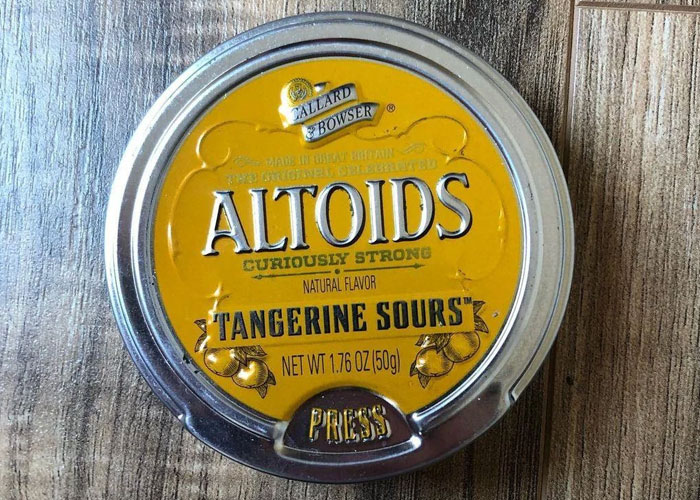 CALLARD
& BOWSER ®
MADE IN GREAT BRITAIN
THE ORIGINAL CELEBRATED
ALTOIDS
CURIOUSLY STRONG
NATURAL FLAVOR
TANGERINE SOURS™
NET WT 1.76 OZ (50g)
PRESS